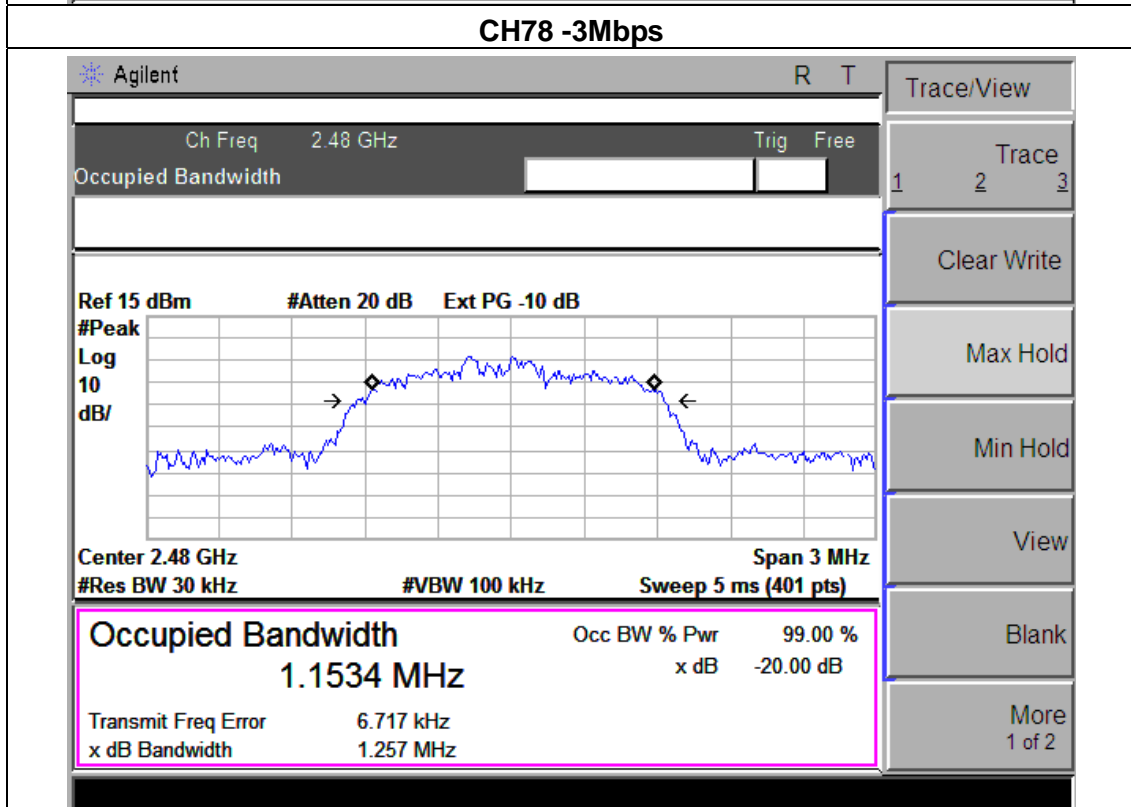 CH78 -3Mbps
Agilent R T
Ch Freq 2.48 GHz Trig Free
Occupied Bandwidth
Ref 15 dBm #Atten 20 dB Ext PG -10 dB
#Peak
Log
10
dB/
Center 2.48 GHz Span 3 MHz
#Res BW 30 kHz #VBW 100 kHz Sweep 5 ms (401 pts)
Occupied Bandwidth Occ BW % Pwr 99.00 %
1.1534 MHz x dB -20.00 dB
Transmit Freq Error 6.717 kHz
x dB Bandwidth 1.257 MHz
Trace/View
Trace
1 2 3
Clear Write
Max Hold
Min Hold
View
Blank
More
1 of 2